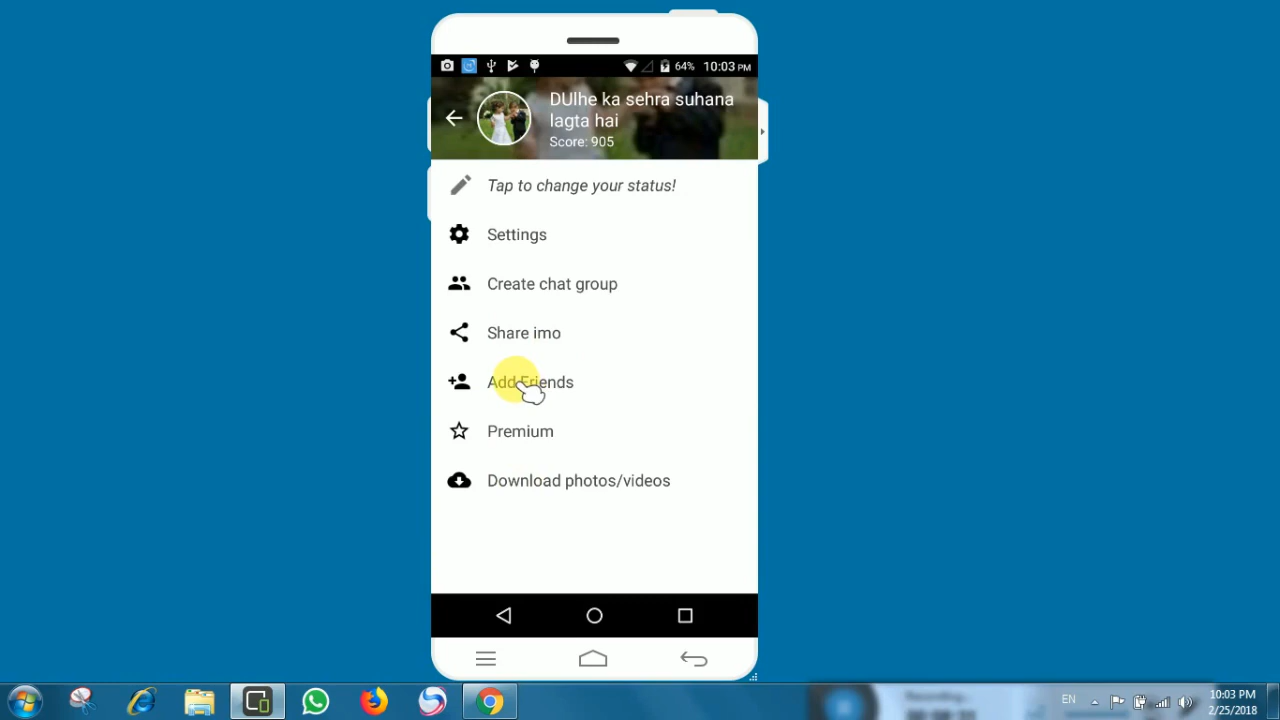 64% 10:03 PM
DUlhe ka sehra suhana
lagta hai
Score: 905
Tap to change your status!
Settings
Create chat group
Share imo
Add Friends
Premium
Download photos/videos
EN
10:03 PM
2/25/2018